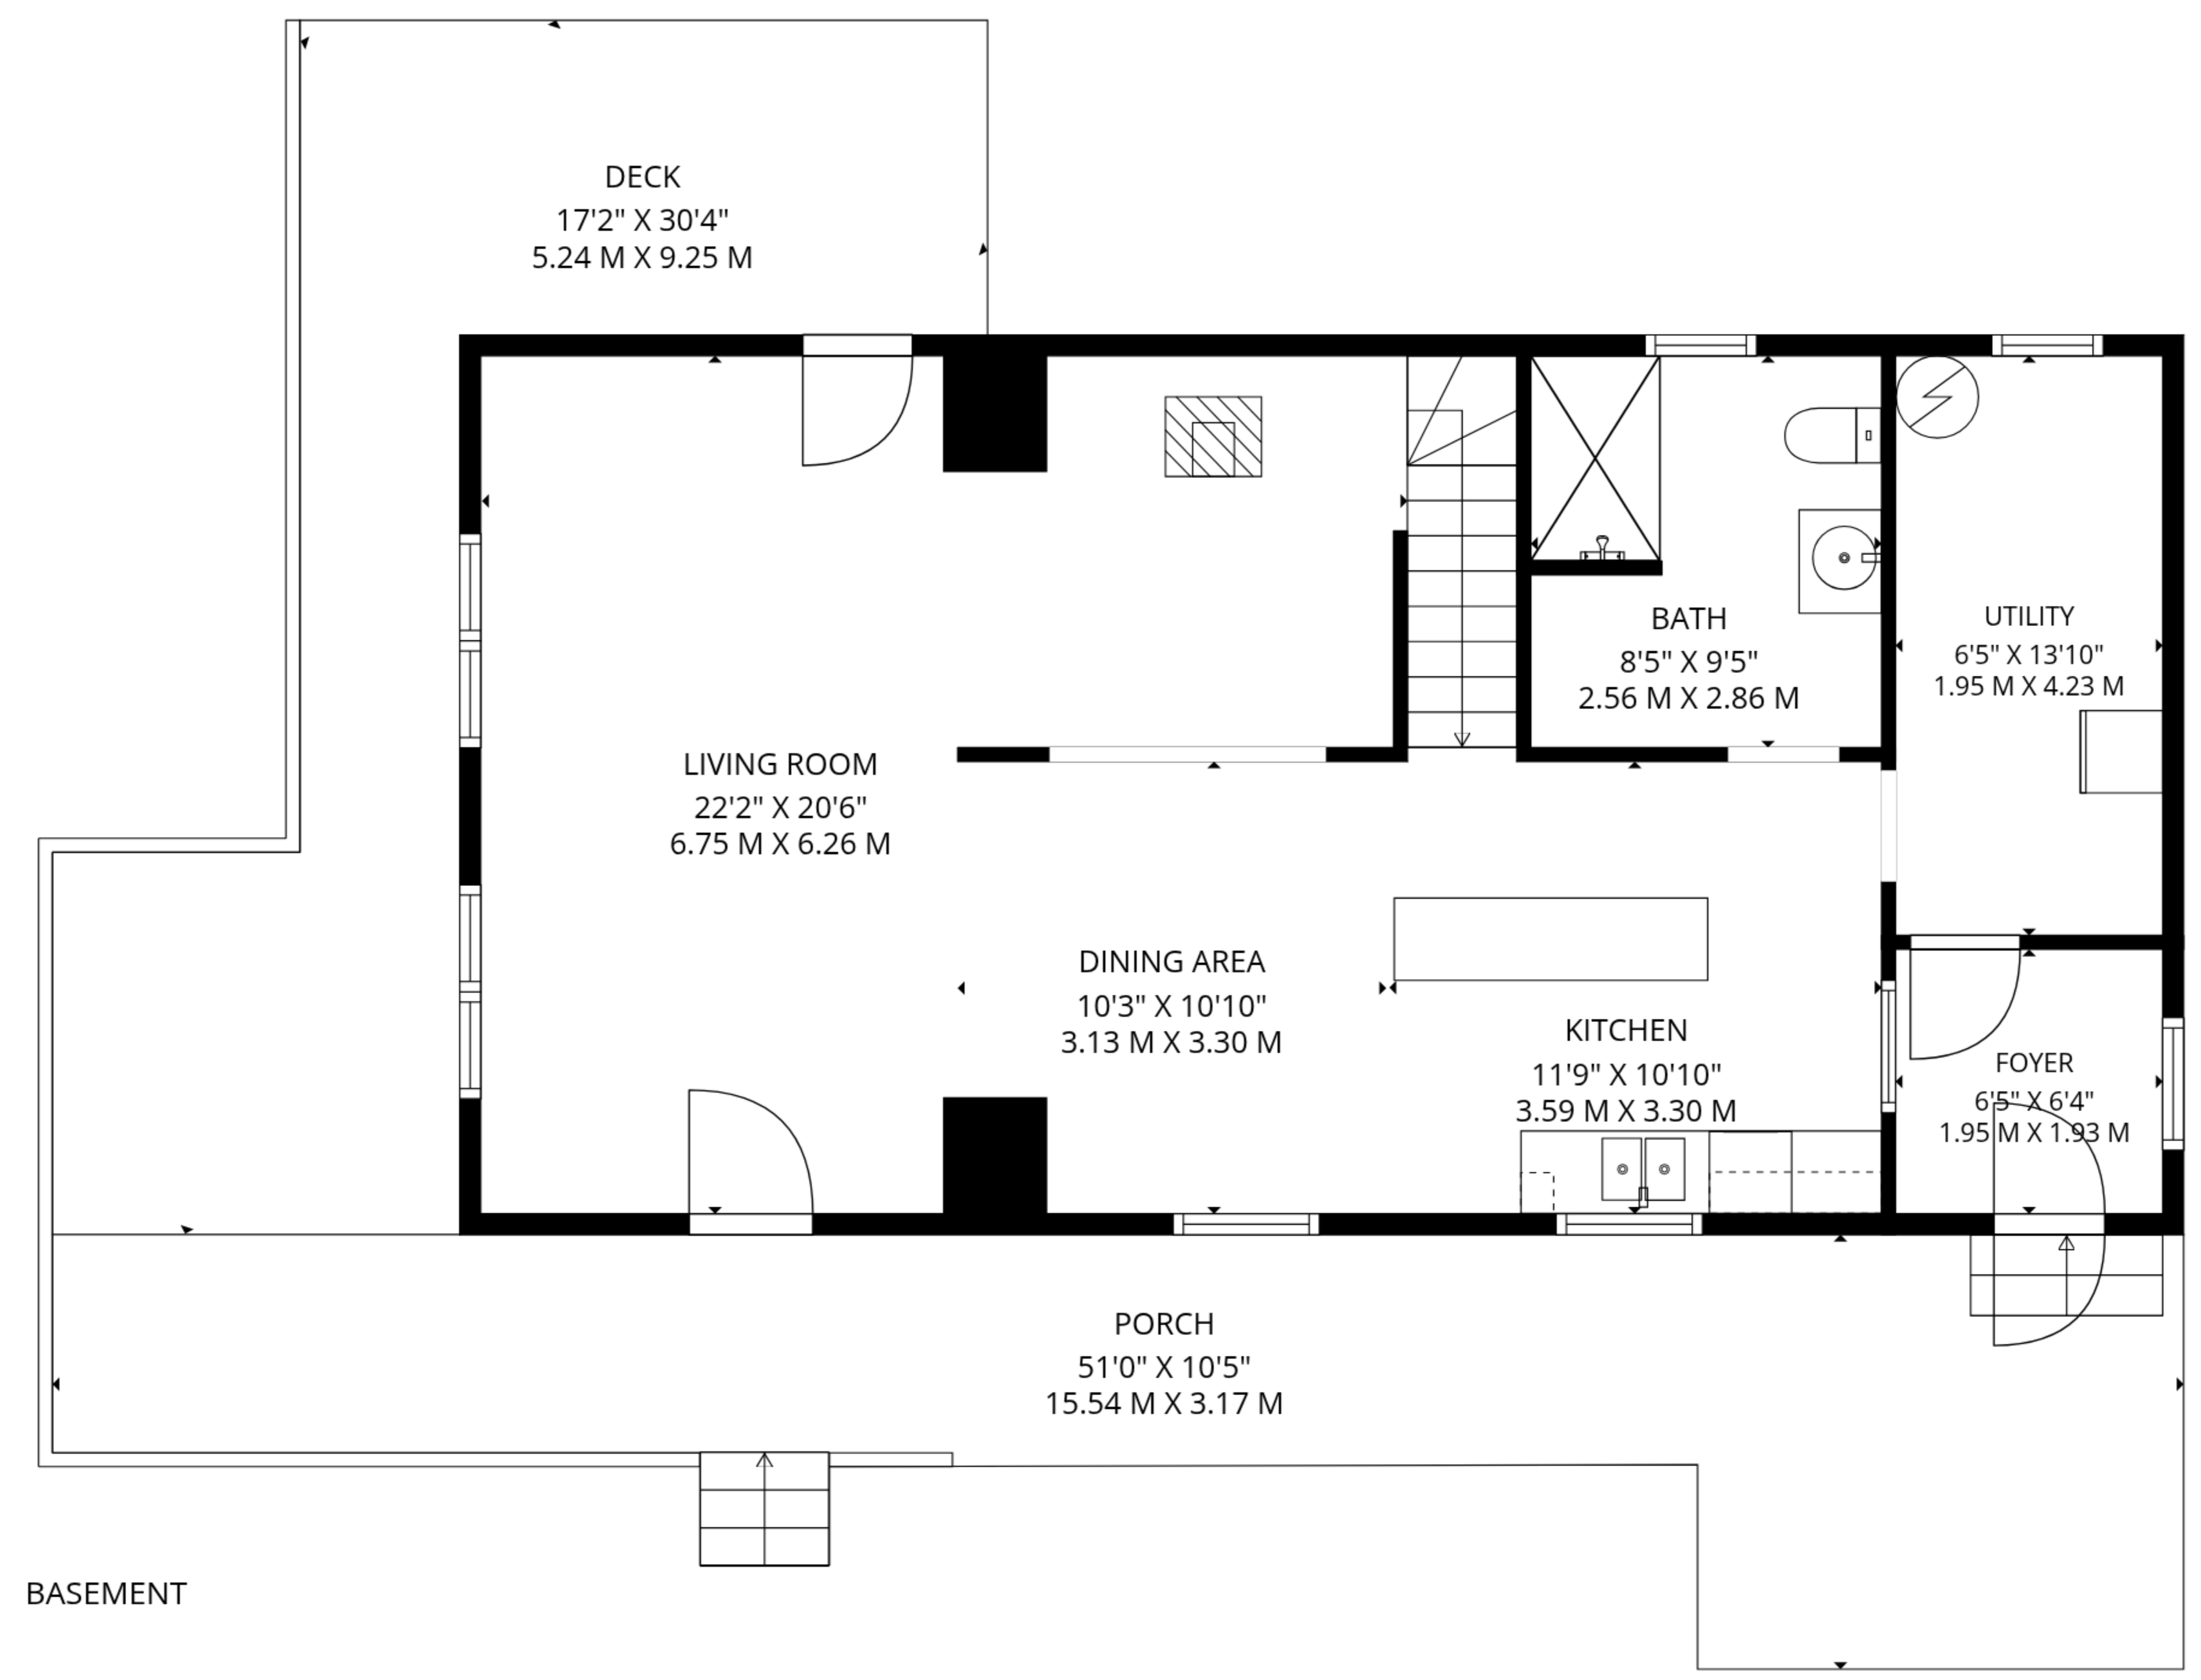 DECK
17'2" X 30'4"
5.24 M X 9.25 M
BATH
8'5" X 9'5"
2.56 M X 2.86 M
UTILITY
6'5" X 13'10"
1.95 M X 4.23 M
LIVING ROOM
22'2" X 20'6"
6.75 M X 6.26 M
DINING AREA
10'3" X 10'10"
3.13 M X 3.30 M
KITCHEN
11'9" X 10'10"
3.59 M X 3.30 M
FOYER
6'5" X 6'4"
1.95 M X 1.93 M
PORCH
51'0" X 10'5"
15.54 M X 3.17 M
BASEMENT